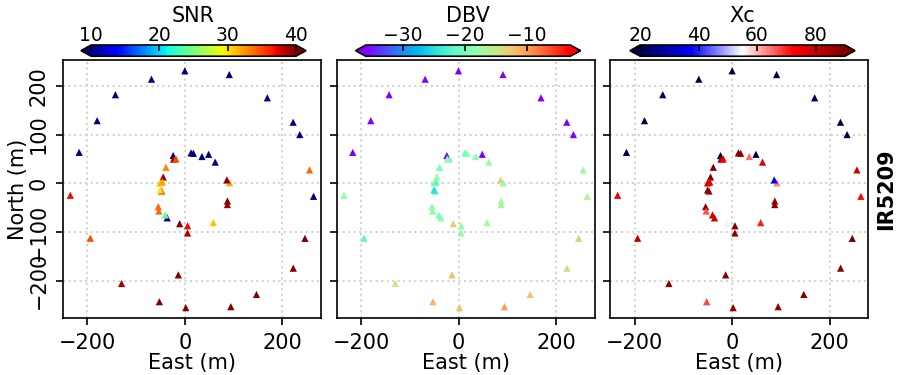 SNR DBV Xc
10 20 30 40 −30 −20 −10 20 40 60 80
North (m)
200
100
0
−100
−200
IR5209
−200 0 200 −200 0 200 −200 0 200
East (m) East (m) East (m)